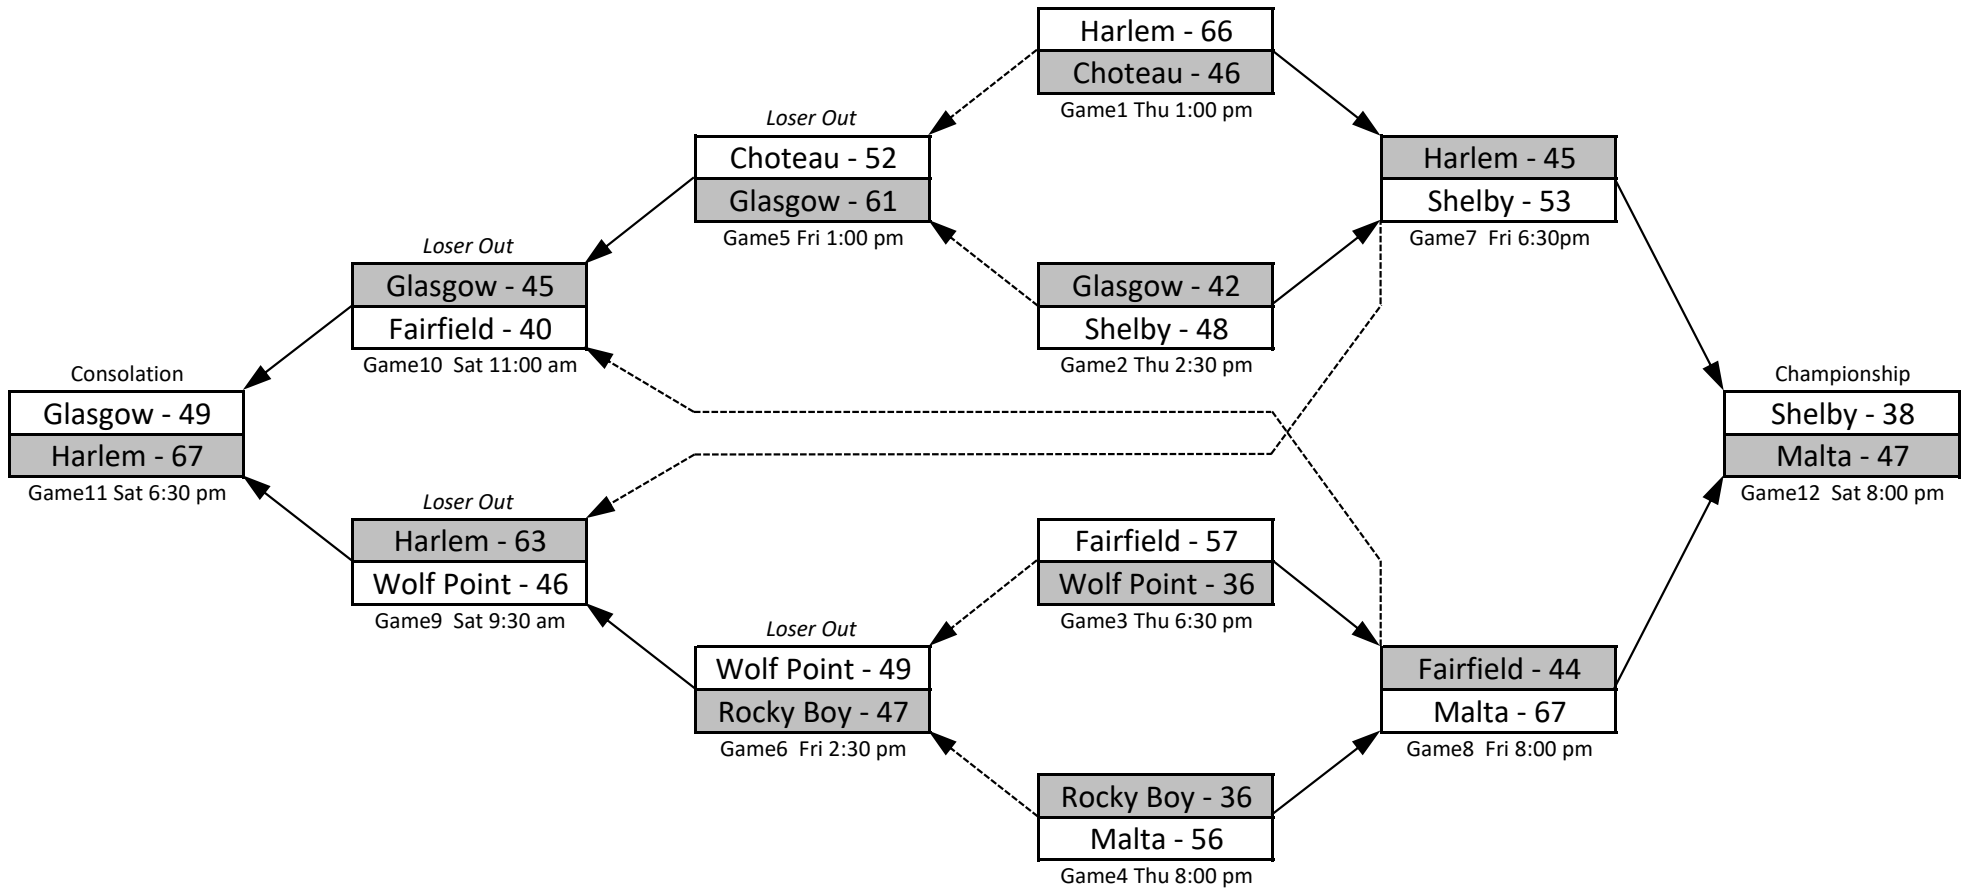 Harlem - 66
Choteau - 46
Game1 Thu 1:00 pm
Loser Out
Choteau - 52
Glasgow - 61
Game5 Fri 1:00 pm
Harlem - 45
Shelby - 53
Game7  Fri 6:30pm
Loser Out
Glasgow - 45
Fairfield - 40
Game10  Sat 11:00 am
Glasgow - 42
Shelby - 48
Game2 Thu 2:30 pm
Consolation
Glasgow - 49
Harlem - 67
Game11 Sat 6:30 pm
Championship
Shelby - 38
Malta - 47
Game12  Sat 8:00 pm
Loser Out
Harlem - 63
Wolf Point - 46
Game9  Sat 9:30 am
Fairfield - 57
Wolf Point - 36
Game3 Thu 6:30 pm
Loser Out
Wolf Point - 49
Rocky Boy - 47
Game6  Fri 2:30 pm
Fairfield - 44
Malta - 67
Game8  Fri 8:00 pm
Rocky Boy - 36
Malta - 56
Game4 Thu 8:00 pm